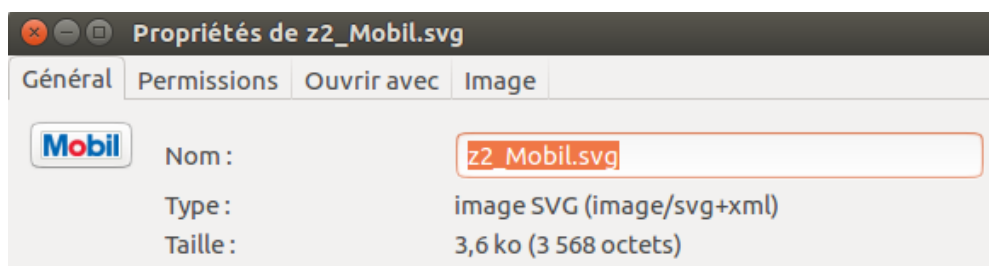 Propriétés de z2_Mobil.svg
Général Permissions Ouvrir avec Image
Mobil
Nom : z2_Mobil.svg
Type : image SVG (image/svg+xml)
Taille : 3,6 ko (3 568 octets)